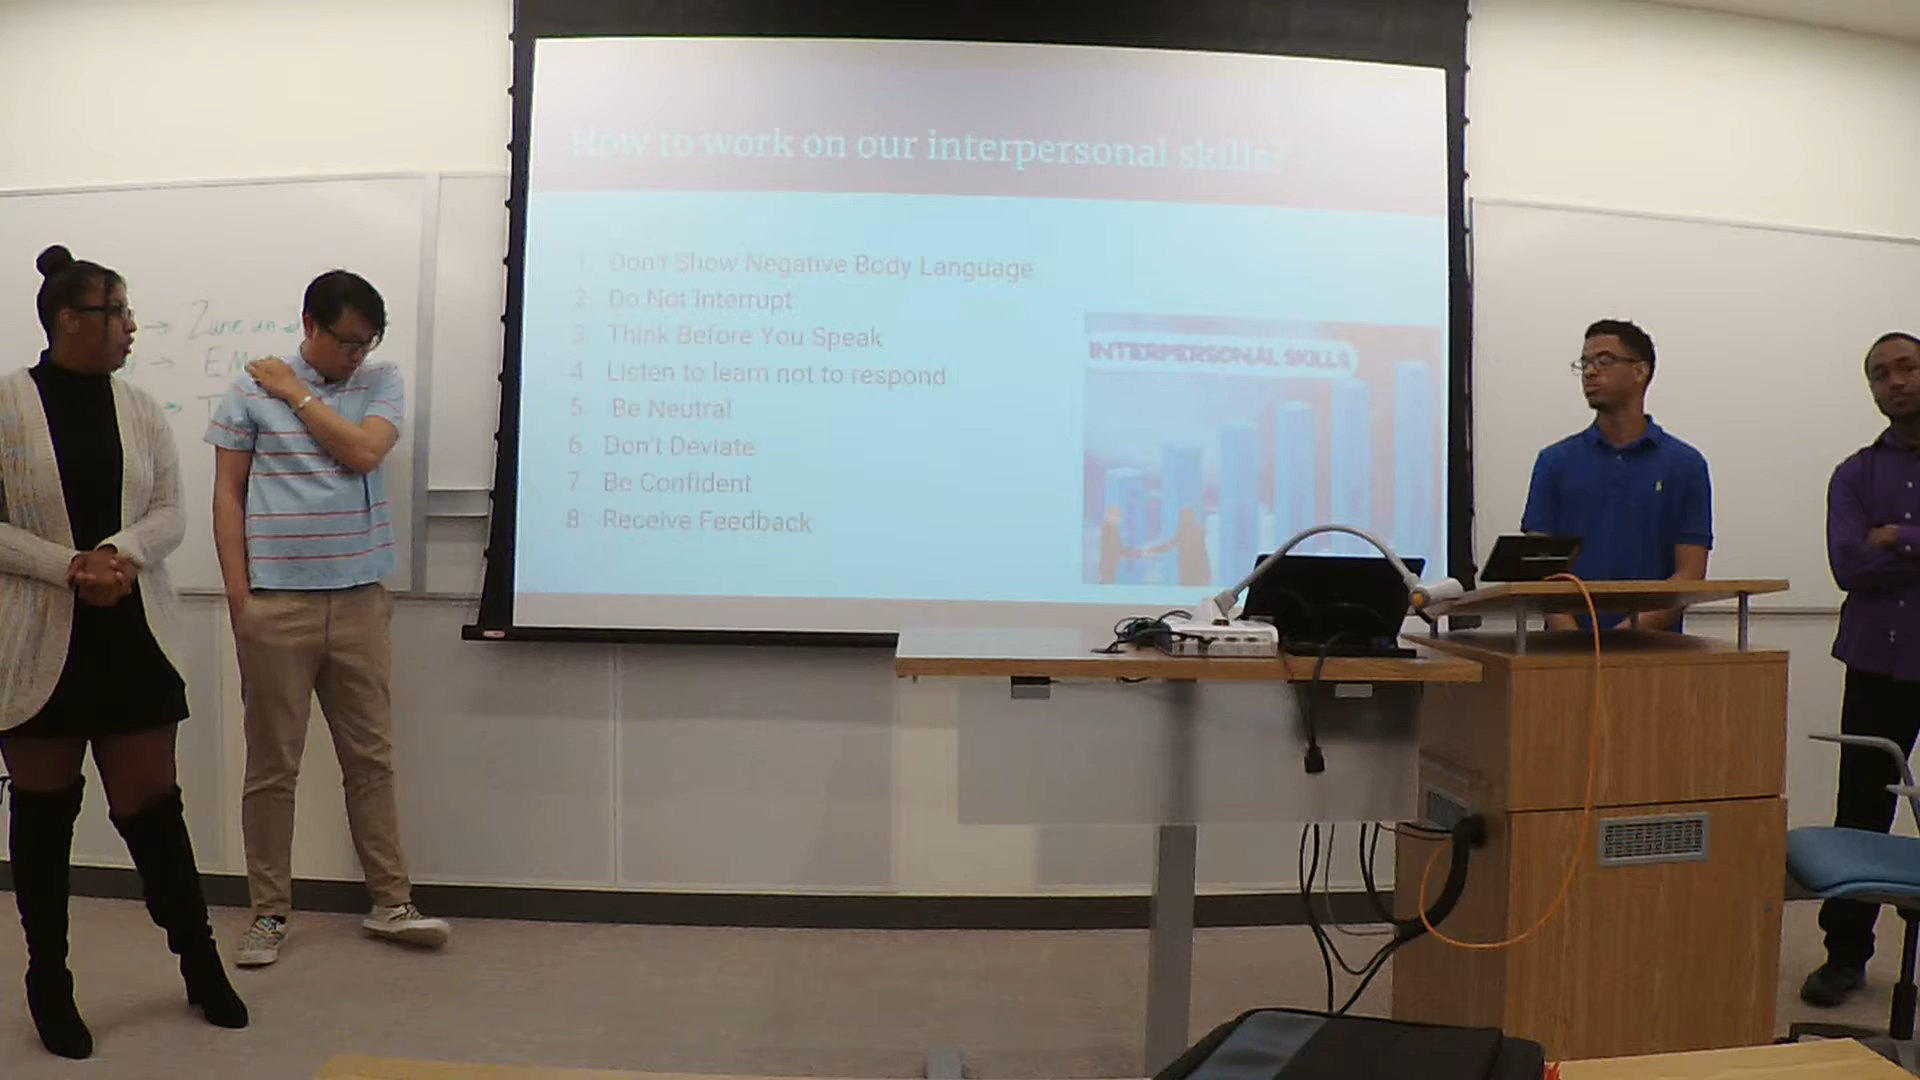 How to work on our interpersonal skills?
1. Don't Show Negative Body Language
2. Do Not Interrupt
3. Think Before You Speak
4. Listen to learn not to respond
5. Be Neutral
6. Don't Deviate
7. Be Confident
8. Receive Feedback
INTERPERSONAL SKILLS